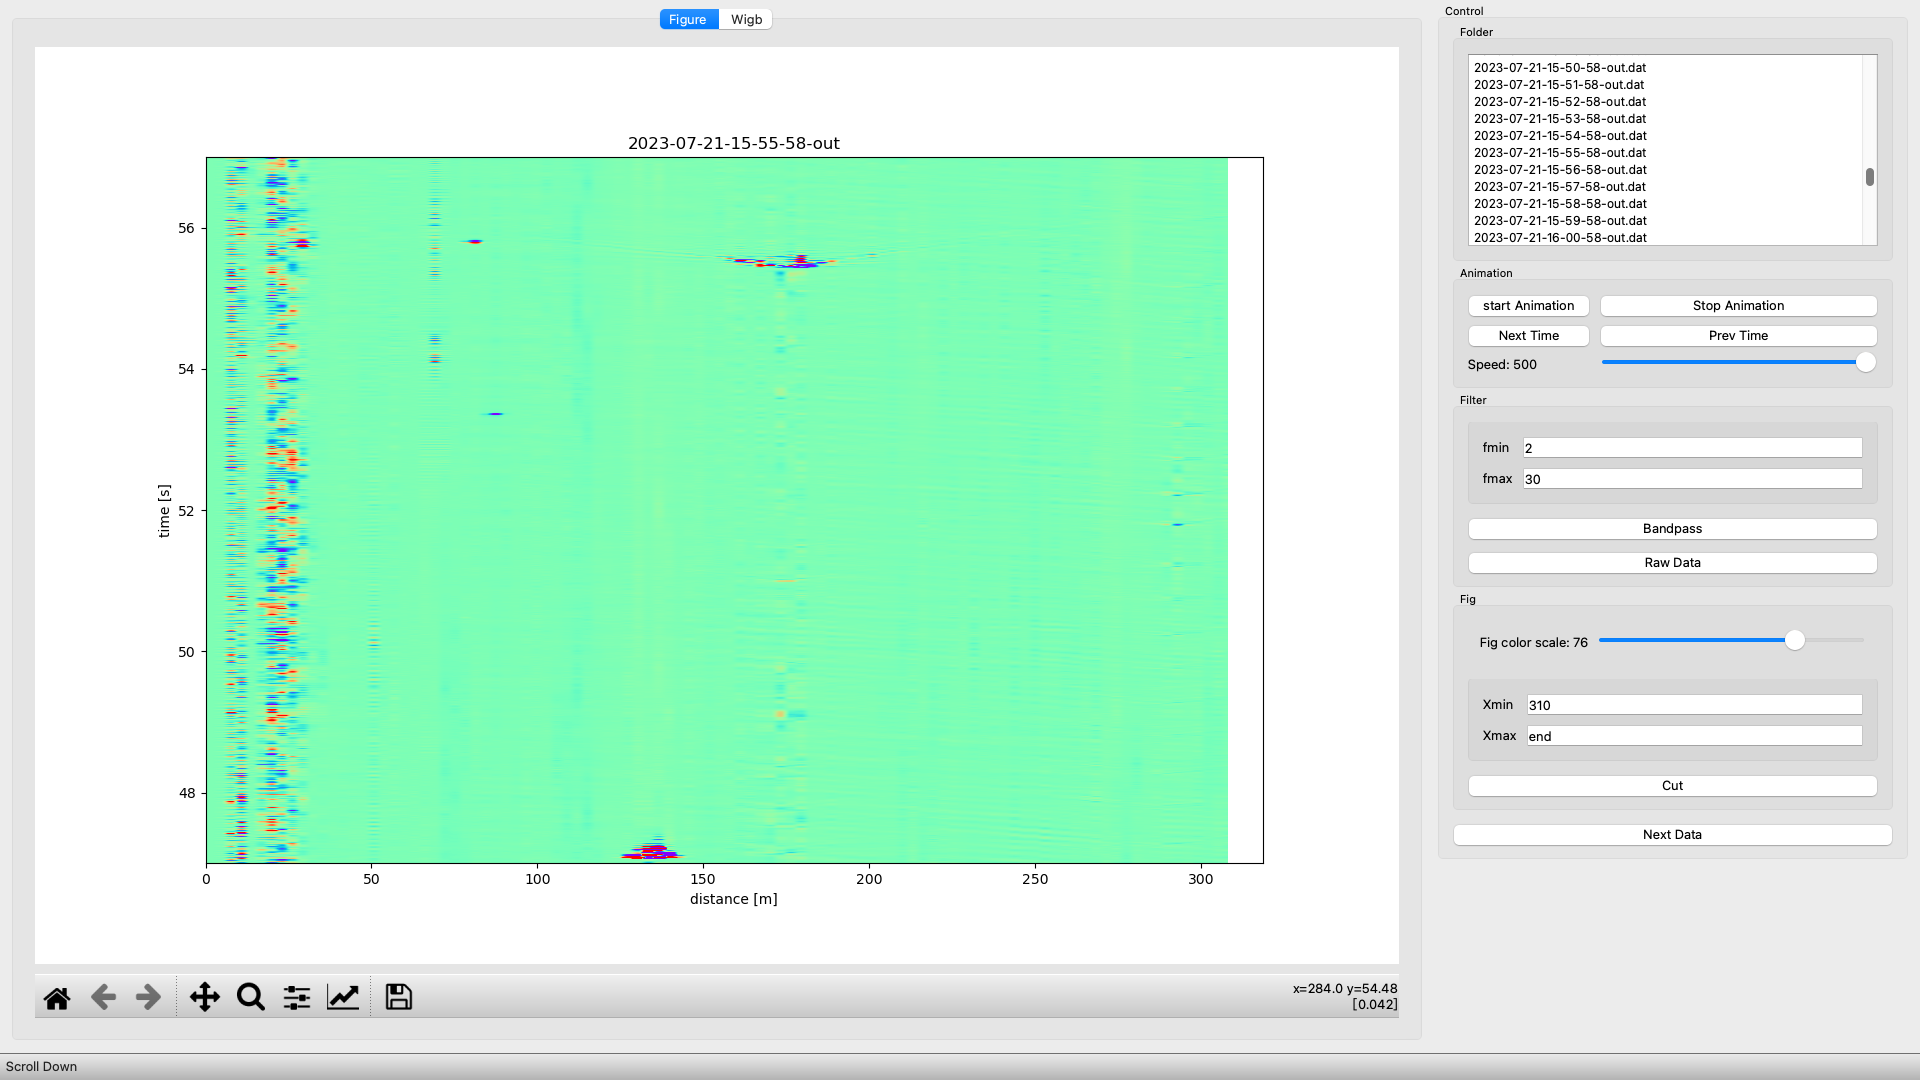 Figure
Wigb
2023-07-21-15-55-58-out
56
54
52
50
48
time [s]
0
50
100
150
200
250
300
distance [m]
x=284.0 y=54.48
[0.042]
Scroll Down
Control
Folder
2023-07-21-15-50-58-out.dat
2023-07-21-15-51-58-out.dat
2023-07-21-15-52-58-out.dat
2023-07-21-15-53-58-out.dat
2023-07-21-15-54-58-out.dat
2023-07-21-15-55-58-out.dat
2023-07-21-15-56-58-out.dat
2023-07-21-15-57-58-out.dat
2023-07-21-15-58-58-out.dat
2023-07-21-15-59-58-out.dat
2023-07-21-16-00-58-out.dat
Animation
start Animation
Stop Animation
Next Time
Prev Time
Speed: 500
Filter
fmin 2
fmax 30
Bandpass
Raw Data
Fig
Fig color scale: 76
Xmin 310
Xmax end
Cut
Next Data